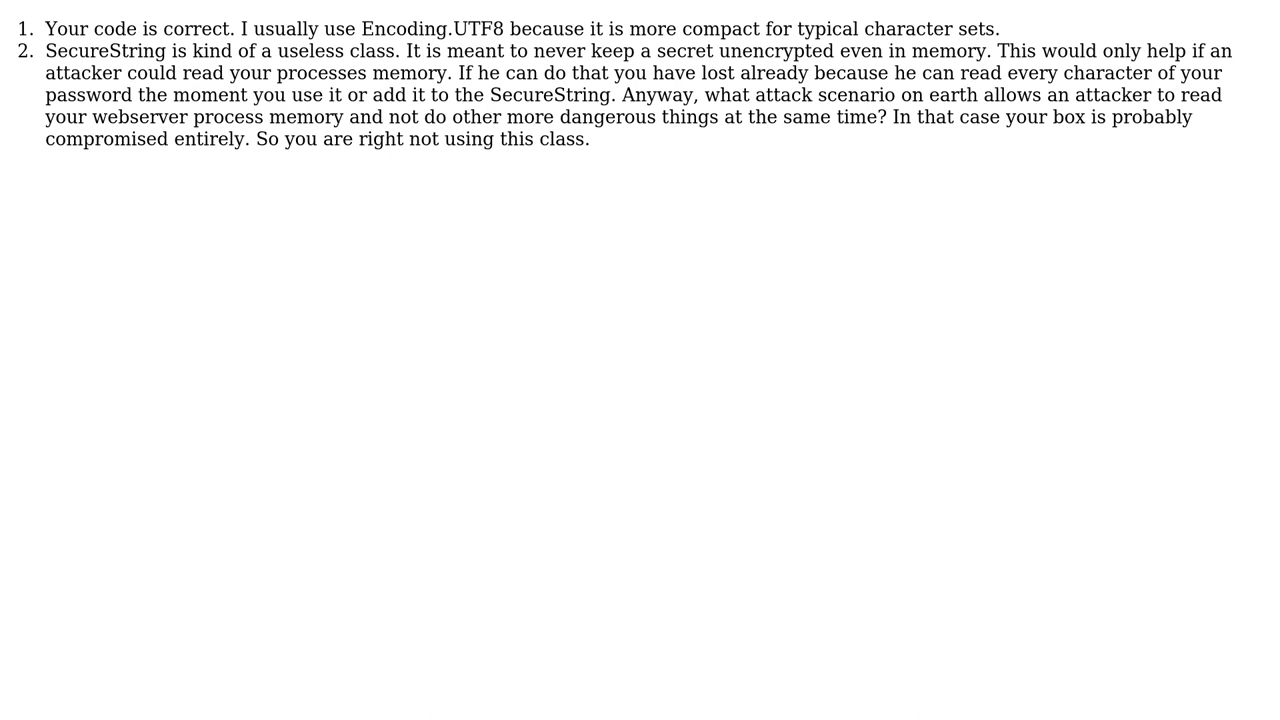 1. Your code is correct. I usually use Encoding.UTF8 because it is more compact for typical character sets.
2. SecureString is kind of a useless class. It is meant to never keep a secret unencrypted even in memory. This would only help if an
attacker could read your processes memory. If he can do that you have lost already because he can read every character of your
password the moment you use it or add it to the SecureString. Anyway, what attack scenario on earth allows an attacker to read
your webserver process memory and not do other more dangerous things at the same time? In that case your box is probably
compromised entirely. So you are right not using this class.